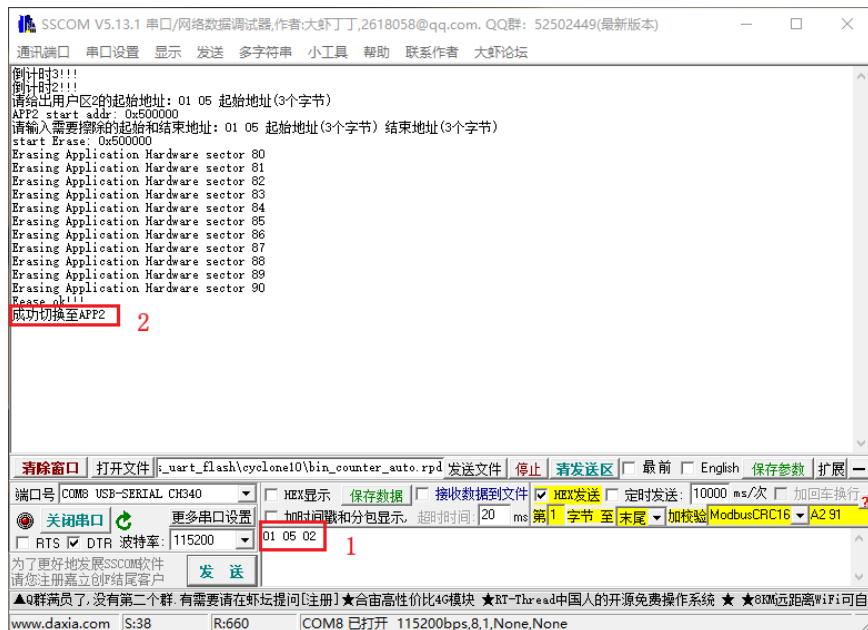 SSCOM V5.13.1 串口/网络数据调试器,作者:大虾丁丁,2618058@qq.com. QQ群: 52502449(最新版本)
通讯端口 串口设置 显示 发送 多字符串 小工具 帮助 联系作者 大虾论坛
倒计时3!!!
倒计时2!!!
请给出用户区2的起始地址: 01 05 起始地址(3个字节)
APP2 start addr: 0x500000
请输入需要擦除的起始和结束地址: 01 05 起始地址(3个字节) 结束地址(3个字节)
start Erase: 0x500000
Erasing Application Hardware sector 80
Erasing Application Hardware sector 81
Erasing Application Hardware sector 82
Erasing Application Hardware sector 83
Erasing Application Hardware sector 84
Erasing Application Hardware sector 85
Erasing Application Hardware sector 86
Erasing Application Hardware sector 87
Erasing Application Hardware sector 88
Erasing Application Hardware sector 89
Erasing Application Hardware sector 90
Eease ok!!!
成功切换至APP2 2
清除窗口 打开文件 :_uart_flash\cyclone10\bin_counter_auto.rpd 发送文件 停止 清发送区 最前 English 保存参数 扩展
端口号 COM8 USB-SERIAL CH340 HEX显示 保存数据 接收数据到文件 HEX发送 定时发送: 10000 ms/次 加回车换行 ?
关闭串口 更多串口设置 加时间戳和分包显示, 超时时间: 20 ms 第 1 字节 至 末尾 加校验 ModbusCRC16 A2 91
RTS DTR 波特率: 115200 01 05 02 1
为了更好地发展SSCOM软件
请您注册嘉立创F结尾客户
发 送
▲Q群满员了,没有第二个群.有需要请在虾坛提问[注册]★合宙高性价比4G模块 ★RT-Thread中国人的开源免费操作系统 ★ ★8KM远距离WiFi可自
www.daxia.com S:38 R:660 COM8 已打开 115200bps,8,1,None,None